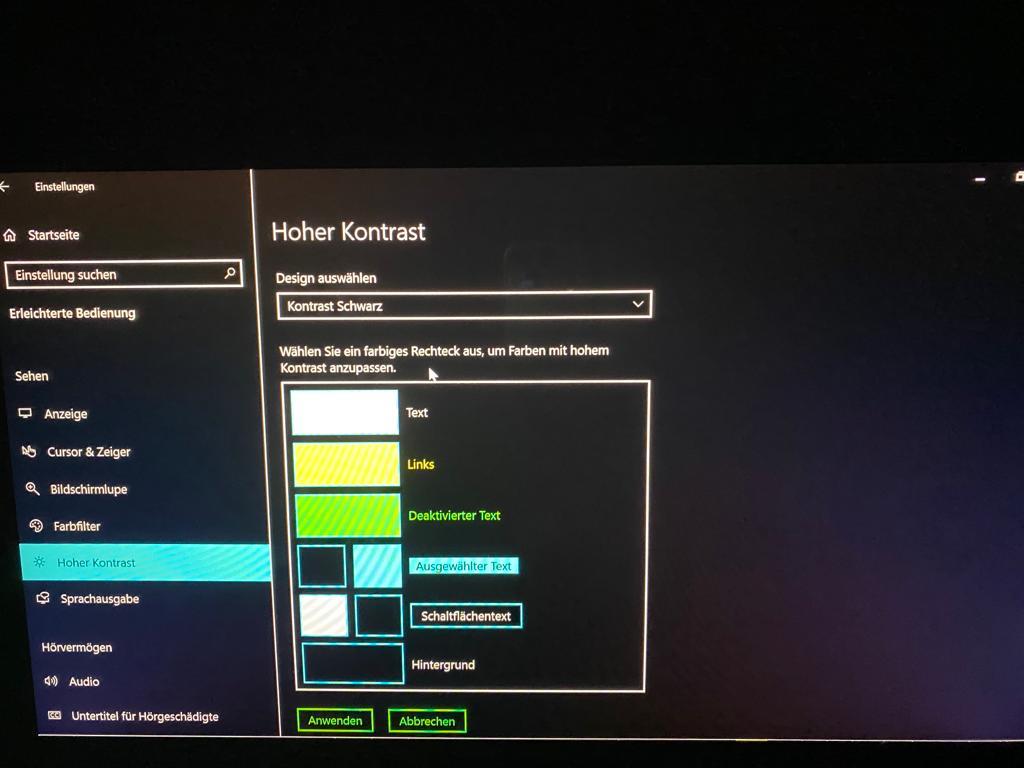 Einstellungen
Startseite
Einstellung suchen
Erleichterte Bedienung
Sehen
Anzeige
Cursor & Zeiger
Bildschirmlupe
Farbfilter
Hoher Kontrast
Sprachausgabe
Hörvermögen
Audio
Untertitel für Hörgeschädigte
Hoher Kontrast
Design auswählen
Kontrast Schwarz
Wählen Sie ein farbiges Rechteck aus, um Farben mit hohem
Kontrast anzupassen.
Text
Links
Deaktivierter Text
Ausgewählter Text
Schaltflächentext
Hintergrund
Anwenden Abbrechen